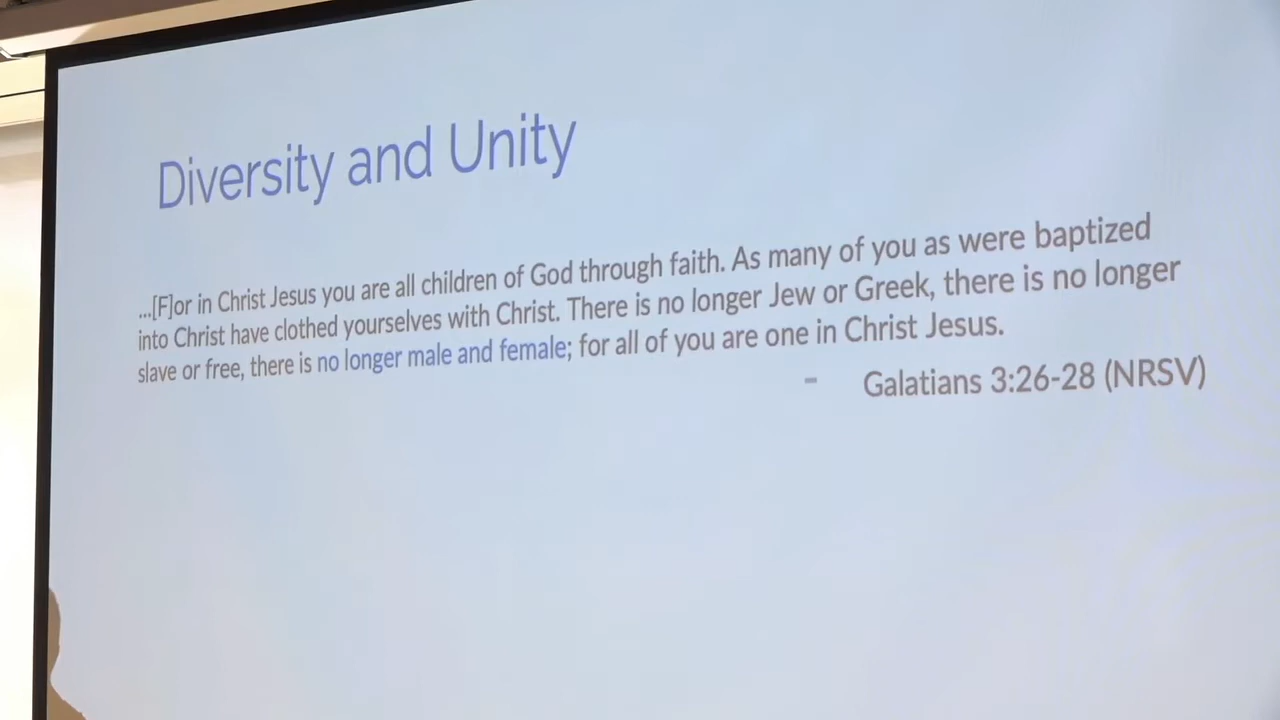 Diversity and Unity
...[F]or in Christ Jesus you are all children of God through faith. As many of you as were baptized
into Christ have clothed yourselves with Christ. There is no longer Jew or Greek, there is no longer
slave or free, there is no longer male and female; for all of you are one in Christ Jesus.
- Galatians 3:26-28 (NRSV)